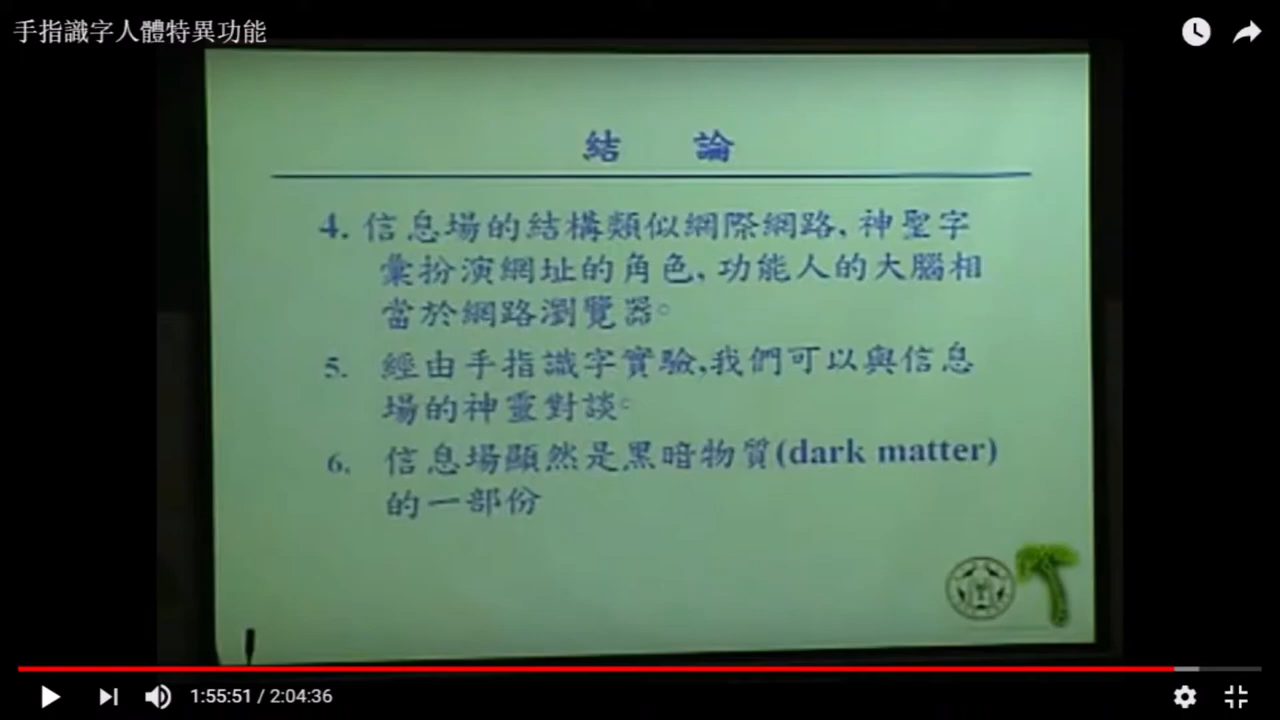 手指識字人體特異功能
結 論
4. 信息場的結構類似網際網路, 神聖字
彙扮演網址的角色, 功能人的大腦相
當於網路瀏覽器。
5. 經由手指識字實驗,我們可以與信息
場的神靈對談。
6. 信息場顯然是黑暗物質(dark matter)
的一部份
1:55:51 / 2:04:36